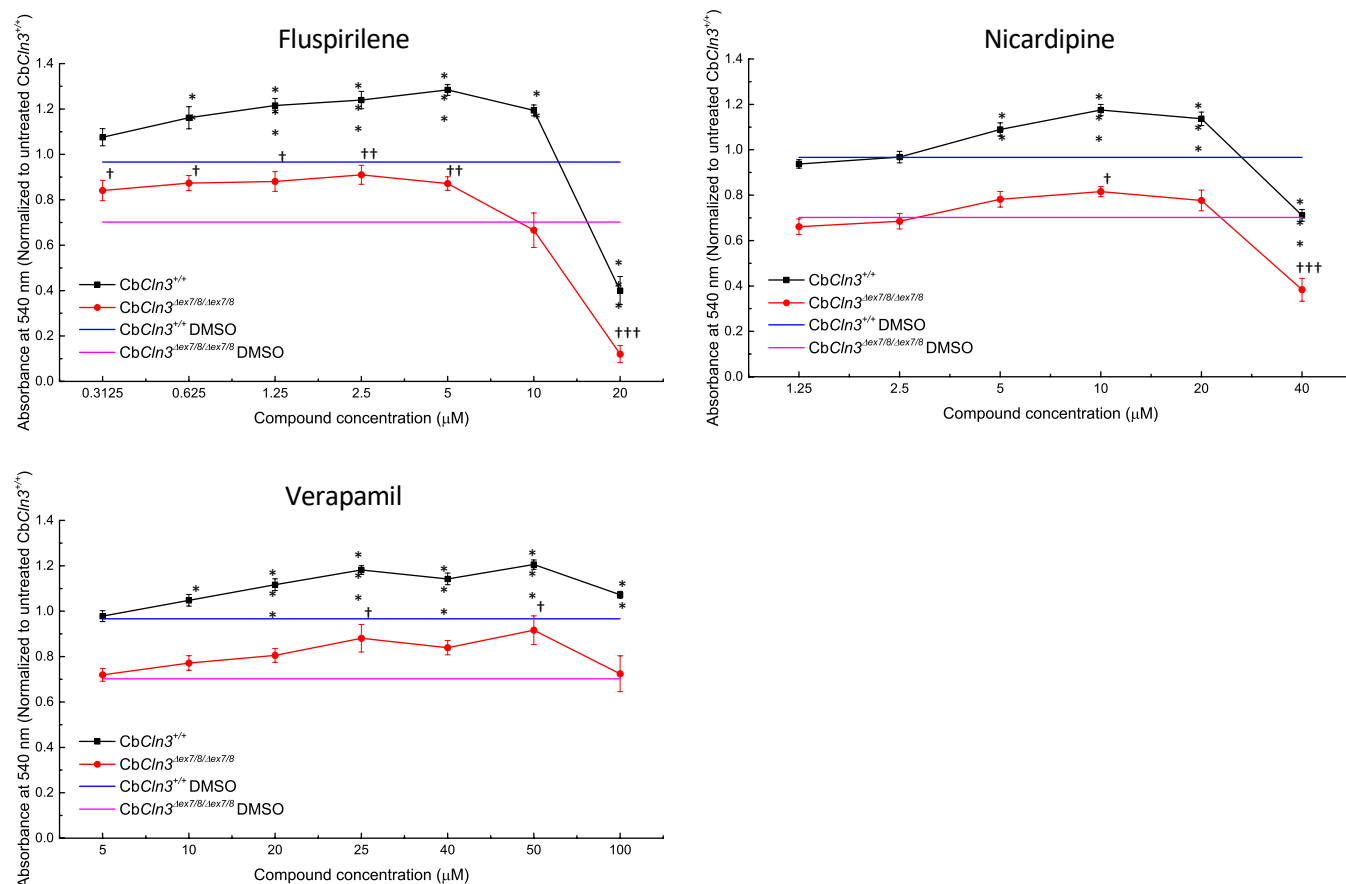 Fluspirilene
Absorbance at 540 nm (Normalized to untreated CbCln3+/+)
1.4
1.2
1.0
0.8
0.6
0.4
0.2
0.0
* * * * * * * * * * * * *
† † † †† †† †††
* * *
CbCln3+/+
CbCln3Δex7/8/Δex7/8
CbCln3+/+ DMSO
CbCln3Δex7/8/Δex7/8 DMSO
0.3125 0.625 1.25 2.5 5 10 20
Compound concentration (μM)
Nicardipine
Absorbance at 540 nm (Normalized to untreated CbCln3+/+)
1.4
1.2
1.0
0.8
0.6
0.4
0.2
0.0
* * * * * * * *
† †††
* * *
CbCln3+/+
CbCln3Δex7/8/Δex7/8
CbCln3+/+ DMSO
CbCln3Δex7/8/Δex7/8 DMSO
1.25 2.5 5 10 20 40
Compound concentration (μM)
Verapamil
Absorbance at 540 nm (Normalized to untreated CbCln3+/+)
1.4
1.2
1.0
0.8
0.6
0.4
0.2
0.0
* * * * * * * * * * * * * * *
† †
CbCln3+/+
CbCln3Δex7/8/Δex7/8
CbCln3+/+ DMSO
CbCln3Δex7/8/Δex7/8 DMSO
5 10 20 25 40 50 100
Compound concentration (μM)